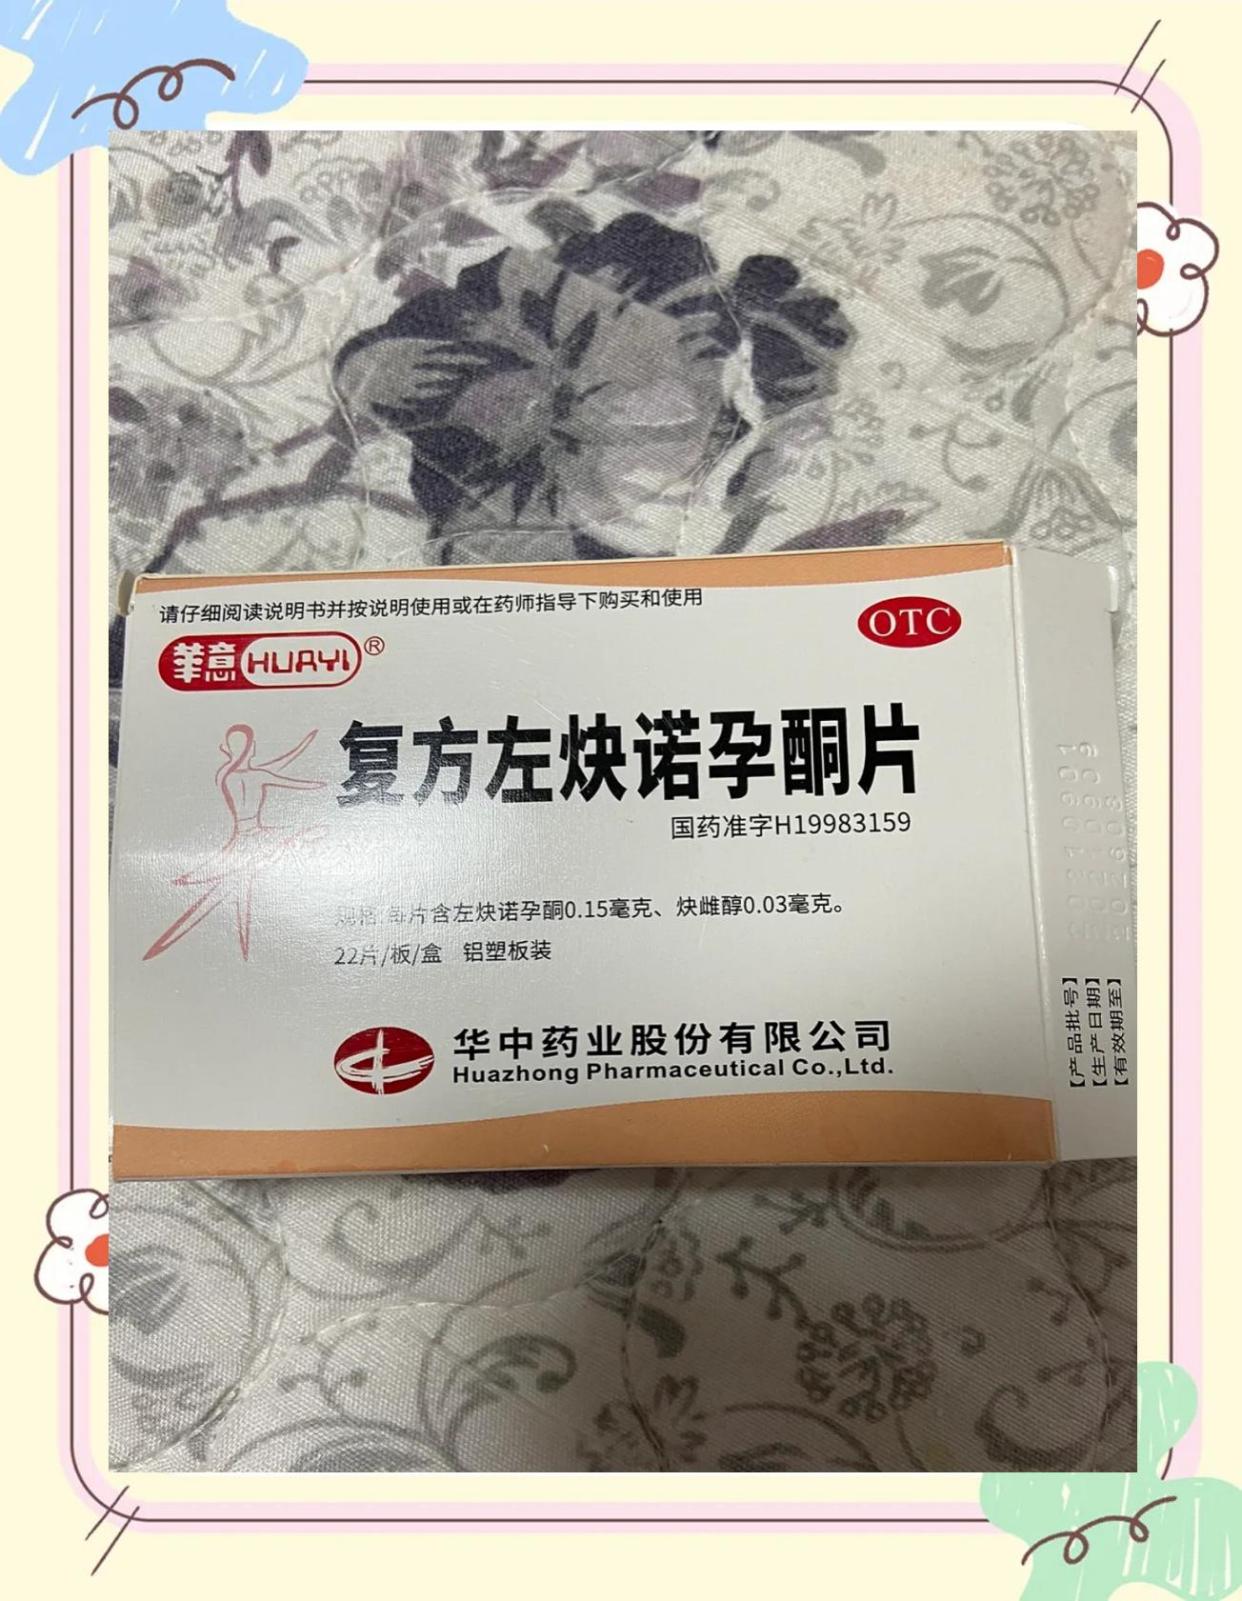 请仔细阅读说明书并按说明使用或在药师指导下购买和使用
OTC
華意 HUAYI®
复方左炔诺孕酮片
国药准字H19983159
规格:每片含左炔诺孕酮0.15毫克、炔雌醇0.03毫克。
22片/板/盒 铝塑板装
华中药业股份有限公司
Huazhong Pharmaceutical Co.,Ltd.
【产品批号】
【生产日期】
【有效期至】